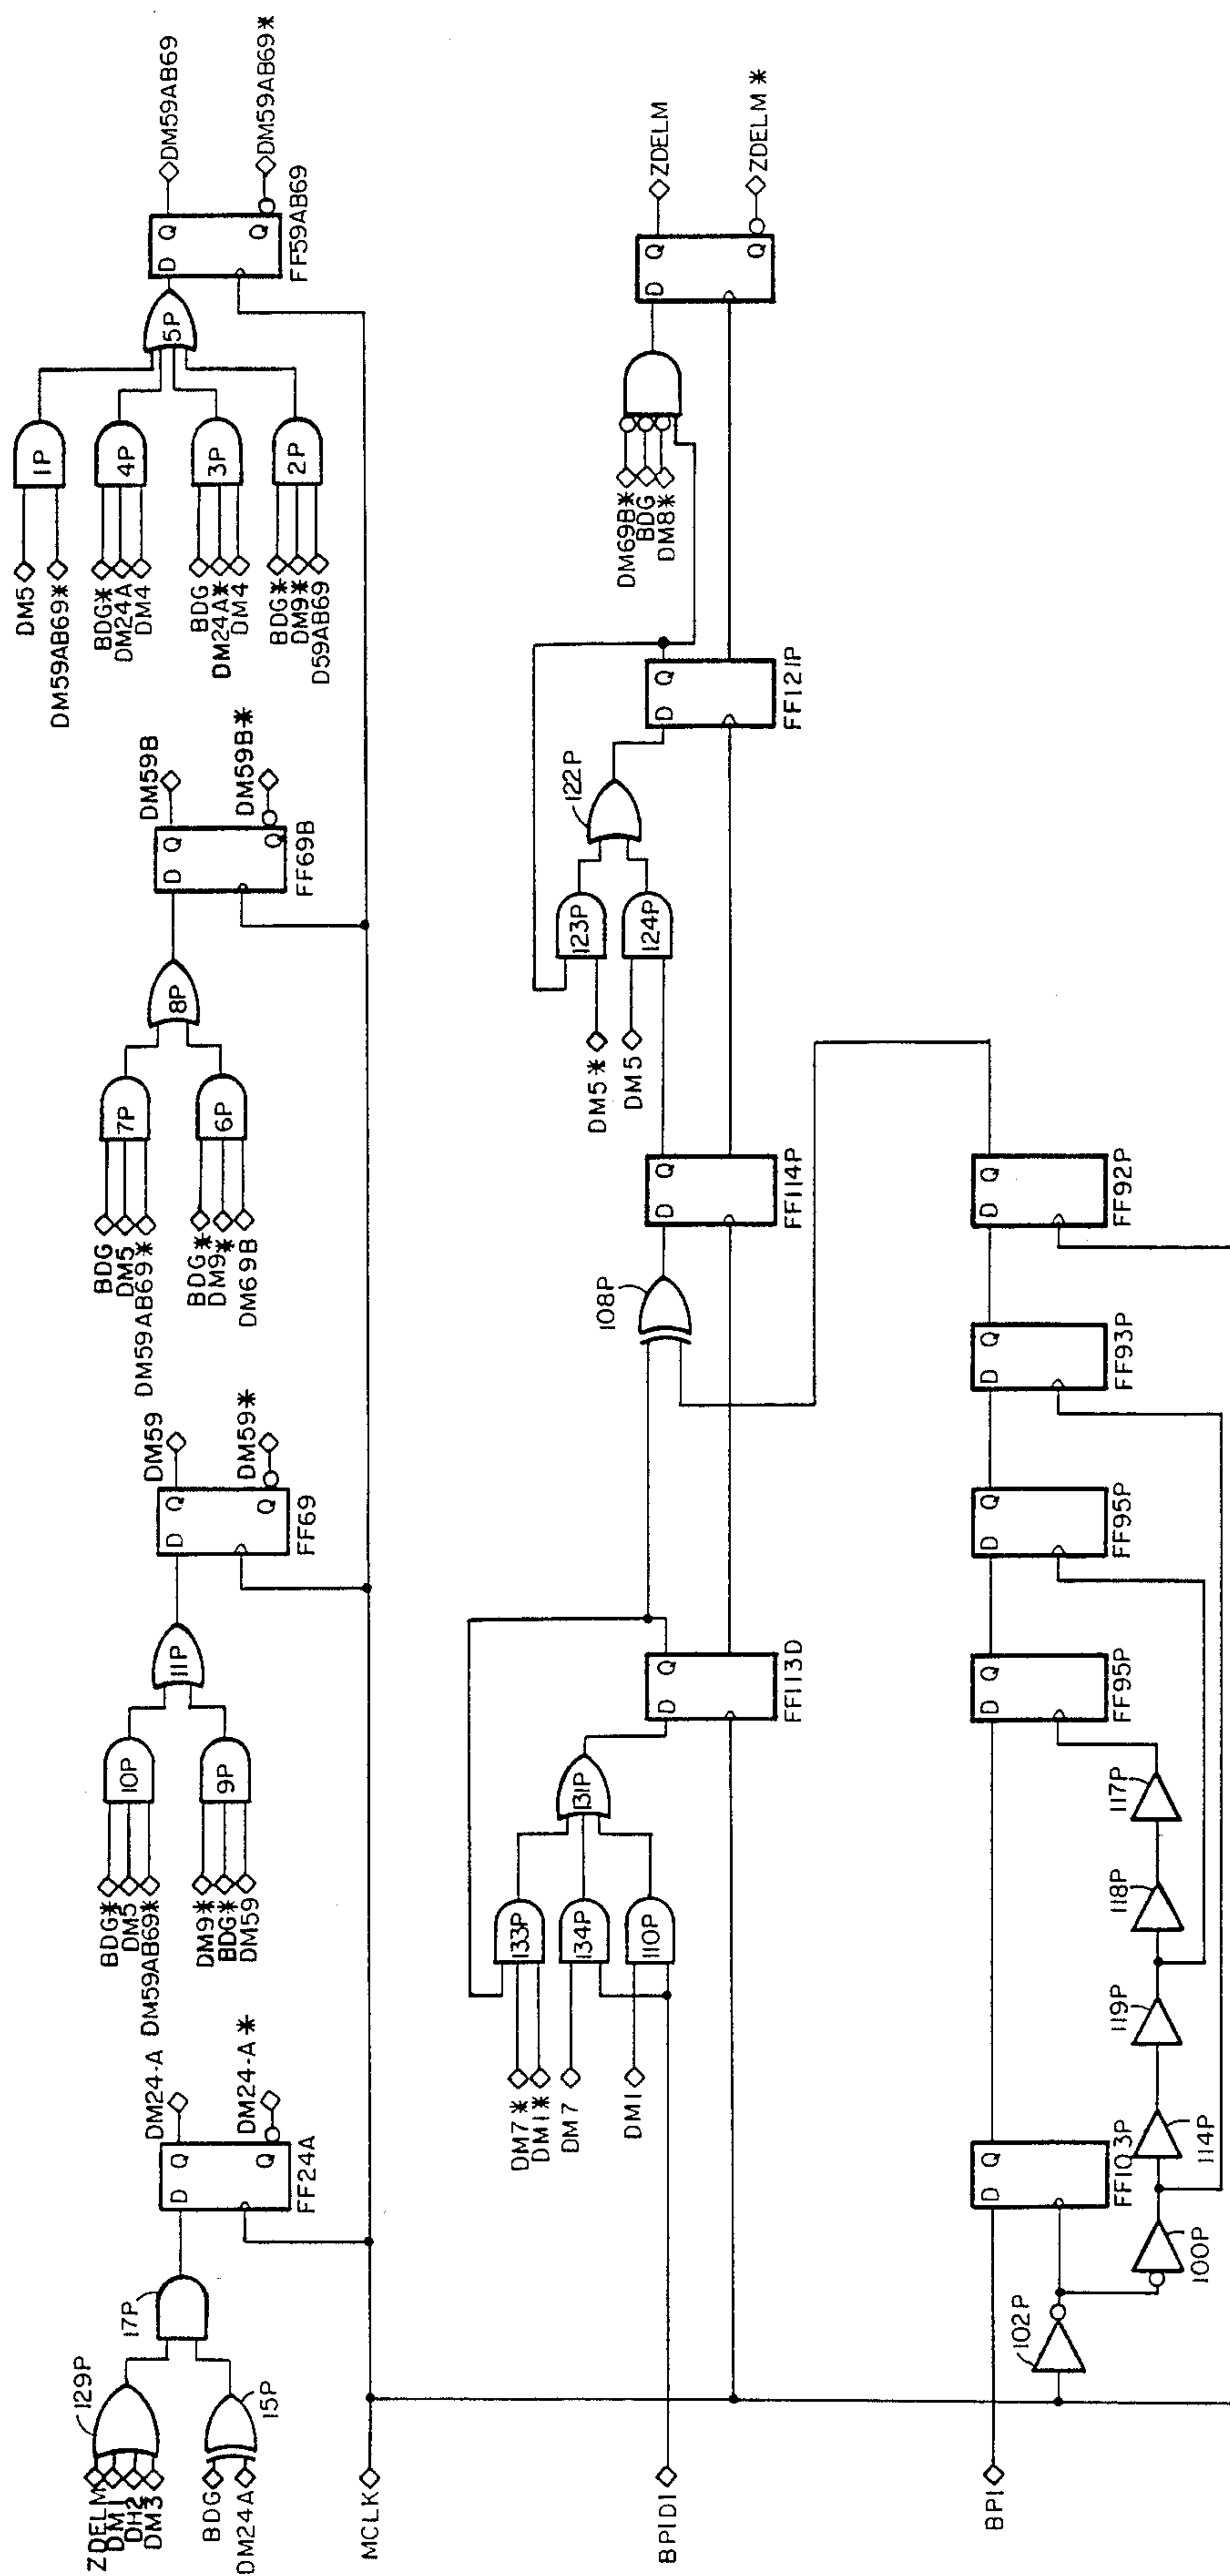 ZDELM
DM1
DH2
DM3
129P
BDG
DM24A
15P
17P
D
Q
Q
FF24A
DM24-A
DM24-A*
BDG*
DM5
DM59AB69*
10P
DM9*
BDG*
DM59
9P
11P
D
Q
Q
FF69
DM59
DM59*
BDG
DM5
DM59AB69*
7P
BDG*
DM9*
DM69B
6P
8P
D
Q
Q
FF69B
DM59B
DM59B*
DM5
DM59AB69*
1P
BDG*
DM24A
DM4
4P
BDG
DM24A*
DM4
3P
BDG*
DM9*
D59AB69
2P
5P
D
Q
Q
FF59AB69
DM59AB69
DM59AB69*
MCLK
BPIDI
DM7*
DM1*
DM7
DM1
133P
134P
110P
131P
D
Q
FF113D
108P
D
Q
FF114P
DM5*
DM5
123P
124P
122P
D
Q
FF121P
DM69B*
BDG
DM8*
D
Q
Q
ZDELM
ZDELM*
BPI
102P
D
Q
FF103P
100P
114P
119P
118P
117P
D
Q
FF95P
D
Q
FF95P
D
Q
FF93P
D
Q
FF92P